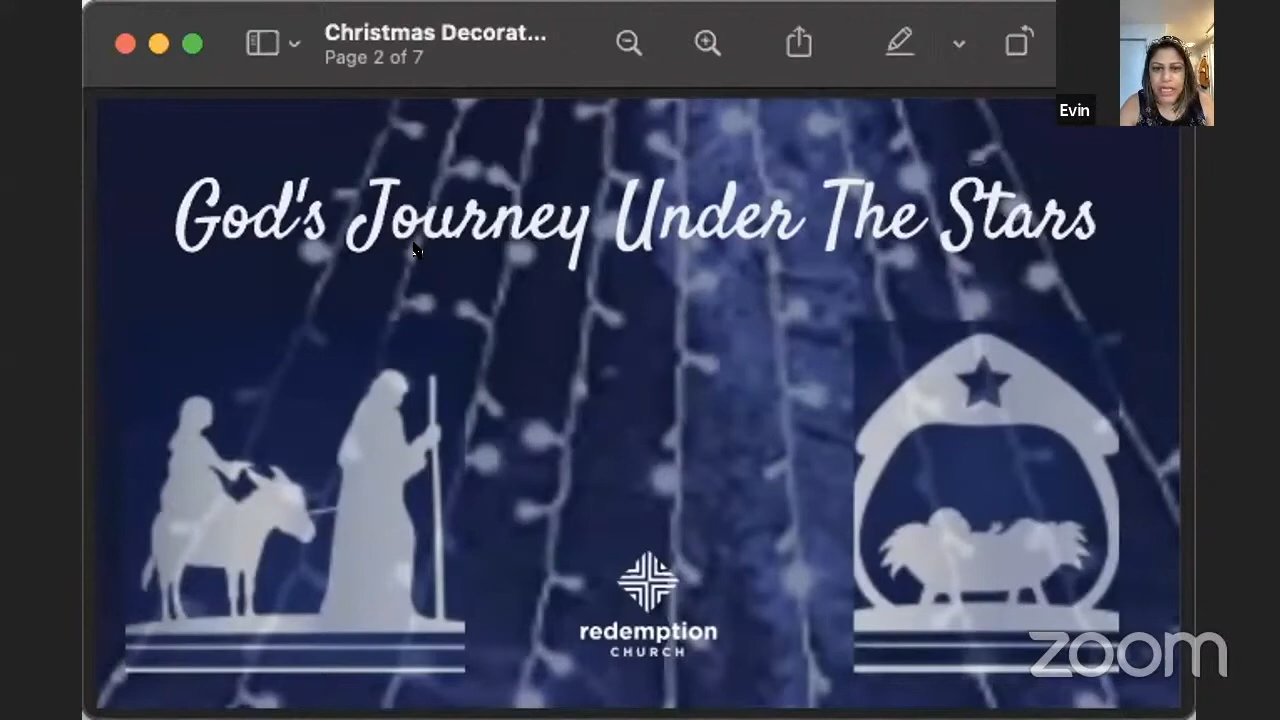 Christmas Decorat...
Page 2 of 7
Evin
God's Journey Under The Stars
redemption
CHURCH
zoom